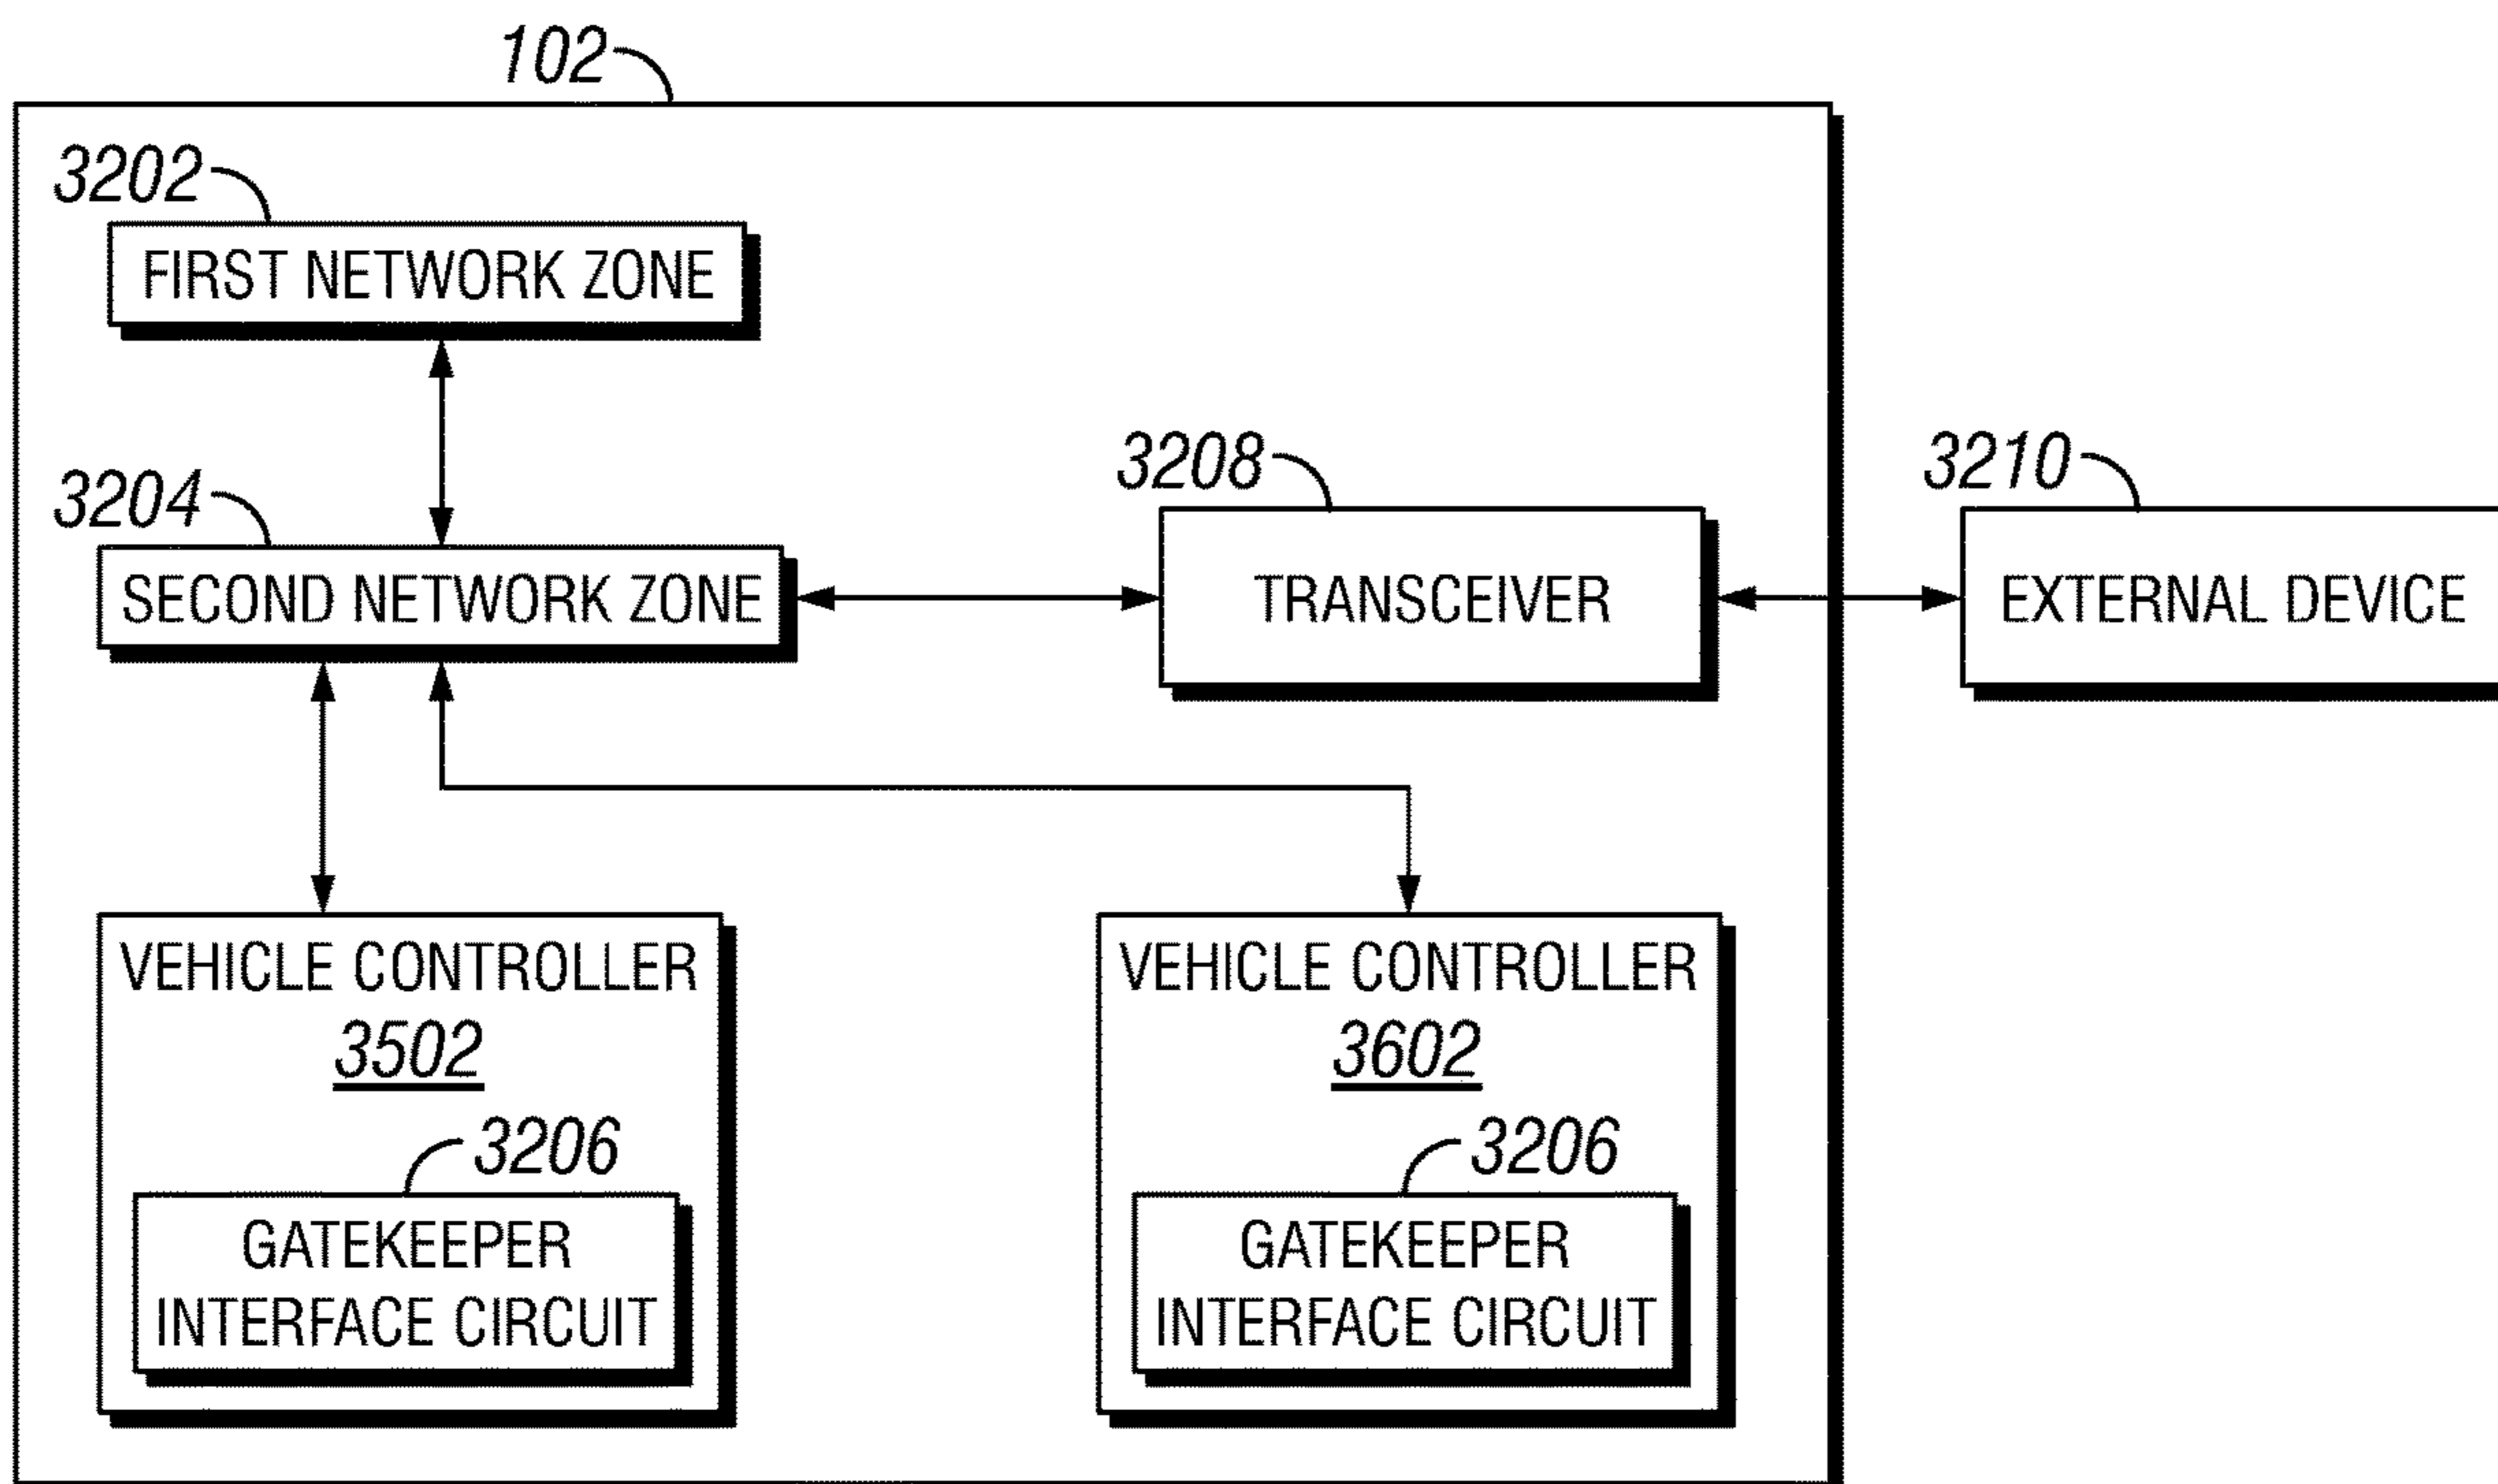 102
3202
FIRST NETWORK ZONE
3204
SECOND NETWORK ZONE
3208
TRANSCEIVER
3210
EXTERNAL DEVICE
VEHICLE CONTROLLER
3502
3206
GATEKEEPER
INTERFACE CIRCUIT
VEHICLE CONTROLLER
3602
3206
GATEKEEPER
INTERFACE CIRCUIT